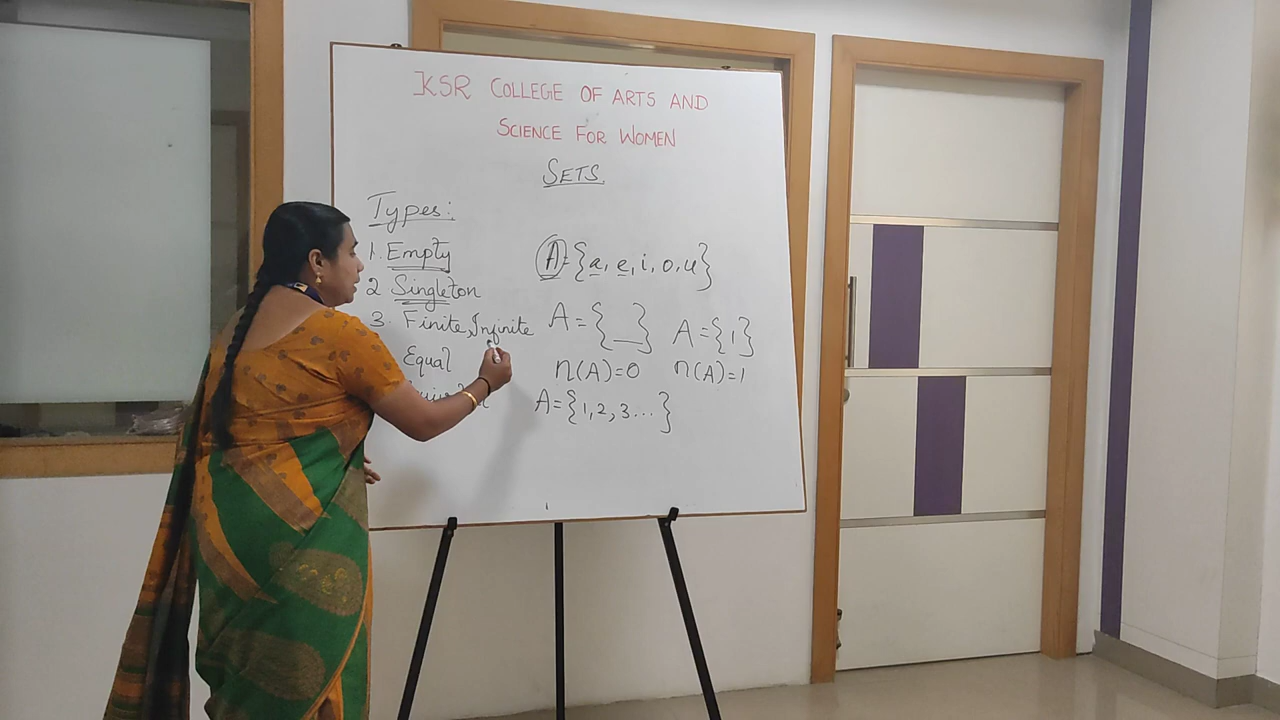 KSR COLLEGE OF ARTS AND
SCIENCE FOR WOMEN
SETS.
Types:
1. Empty
2 Singleton
3. Finite, Infinite
Equal
A={a, e, i, o, u}
A={__} A={1}
n(A)=0 n(A)=1
A={1,2,3...}